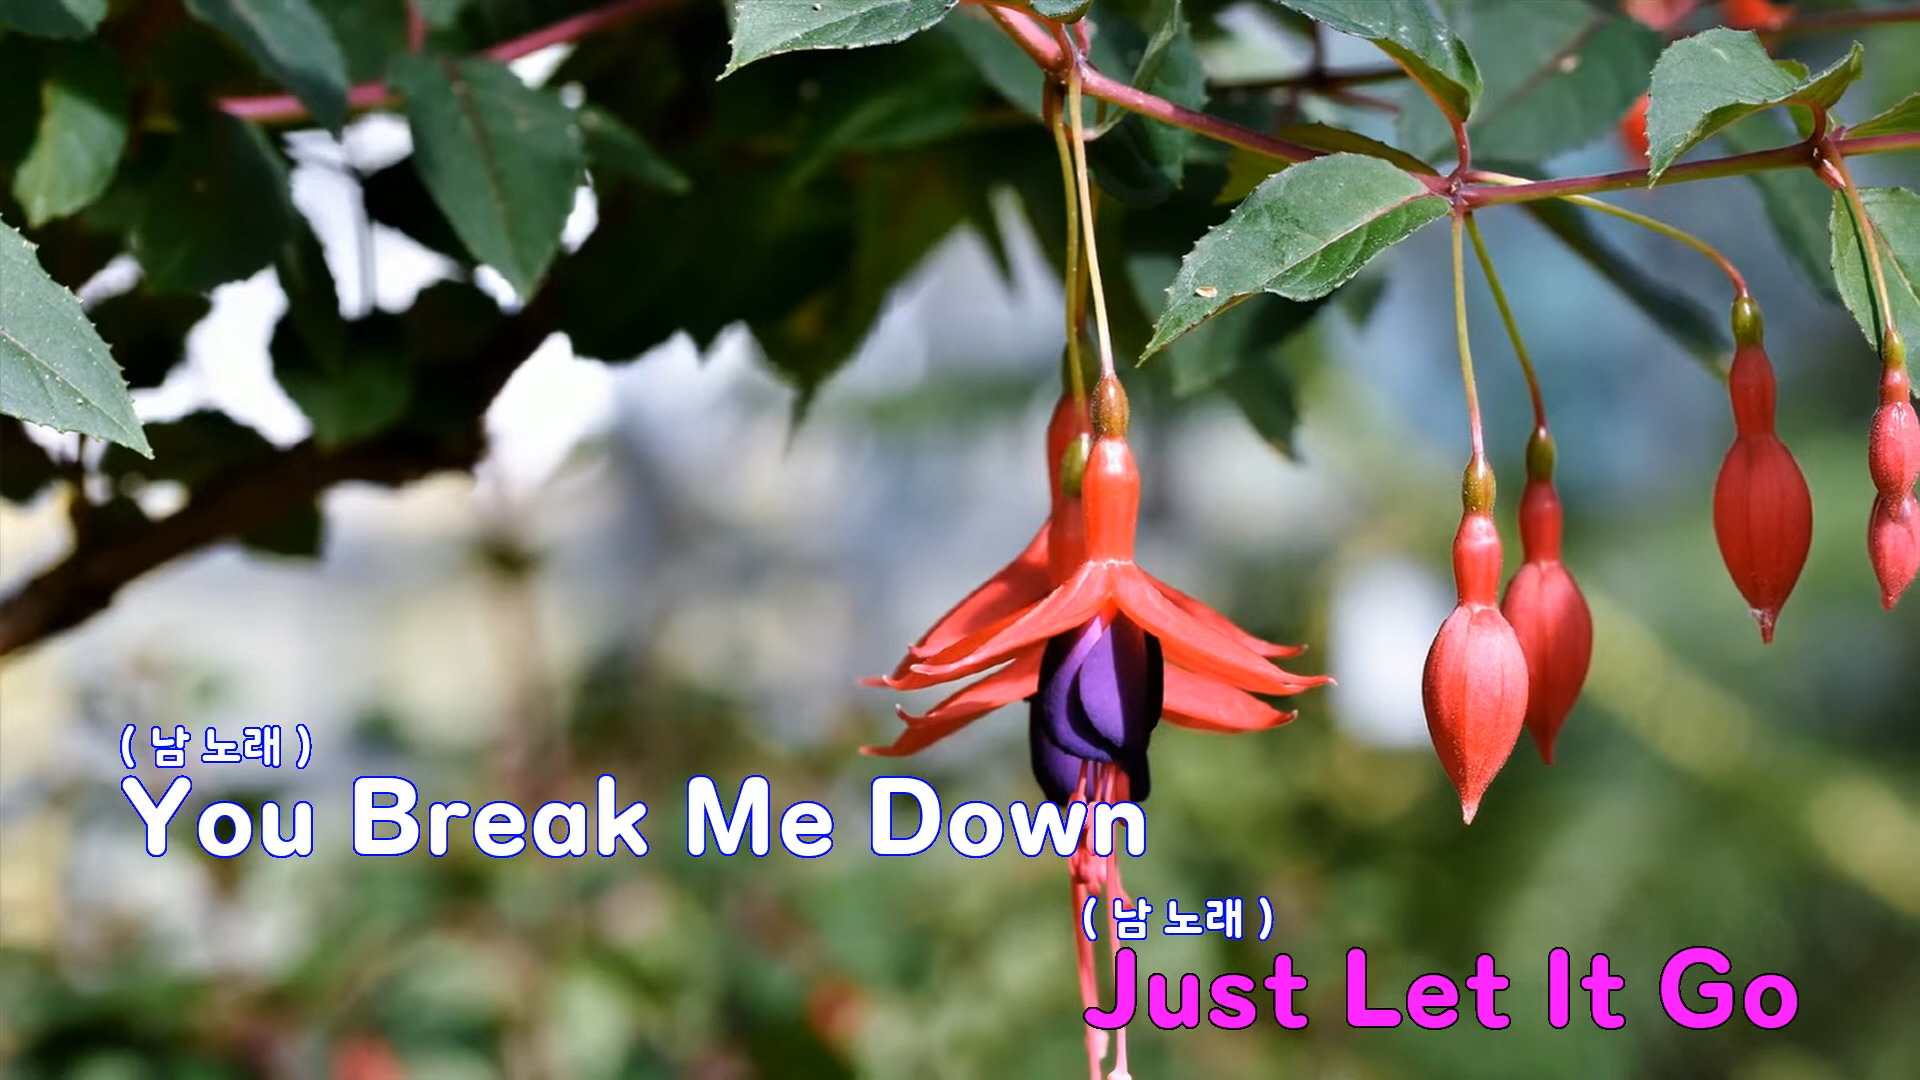 ( 남 노래 )
You Break Me Down
( 남 노래 )
Just Let It Go